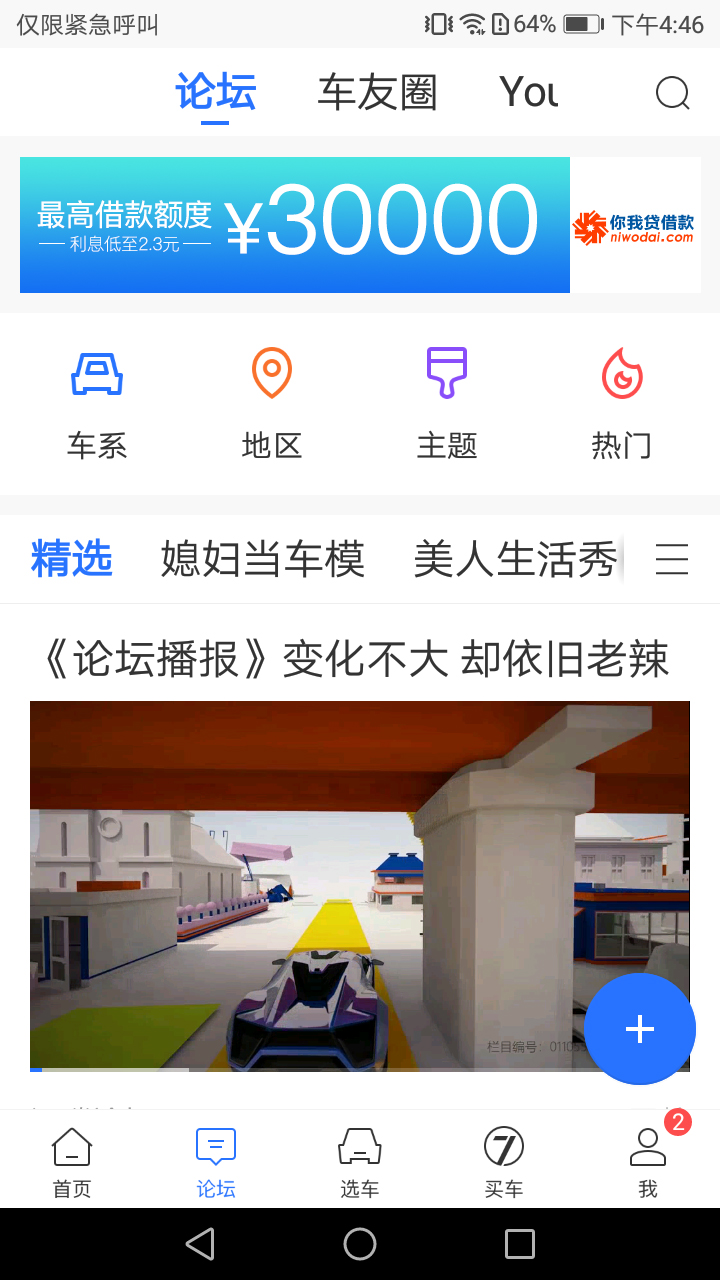 仅限紧急呼叫
64%
下午4:46
论坛
车友圈
You
最高借款额度
利息低至2.3元
¥30000
你我贷借款
niwodai.com
车系
地区
主题
热门
精选
媳妇当车模
美人生活秀
《论坛播报》变化不大 却依旧老辣
栏目编号：
2
首页
论坛
选车
买车
我